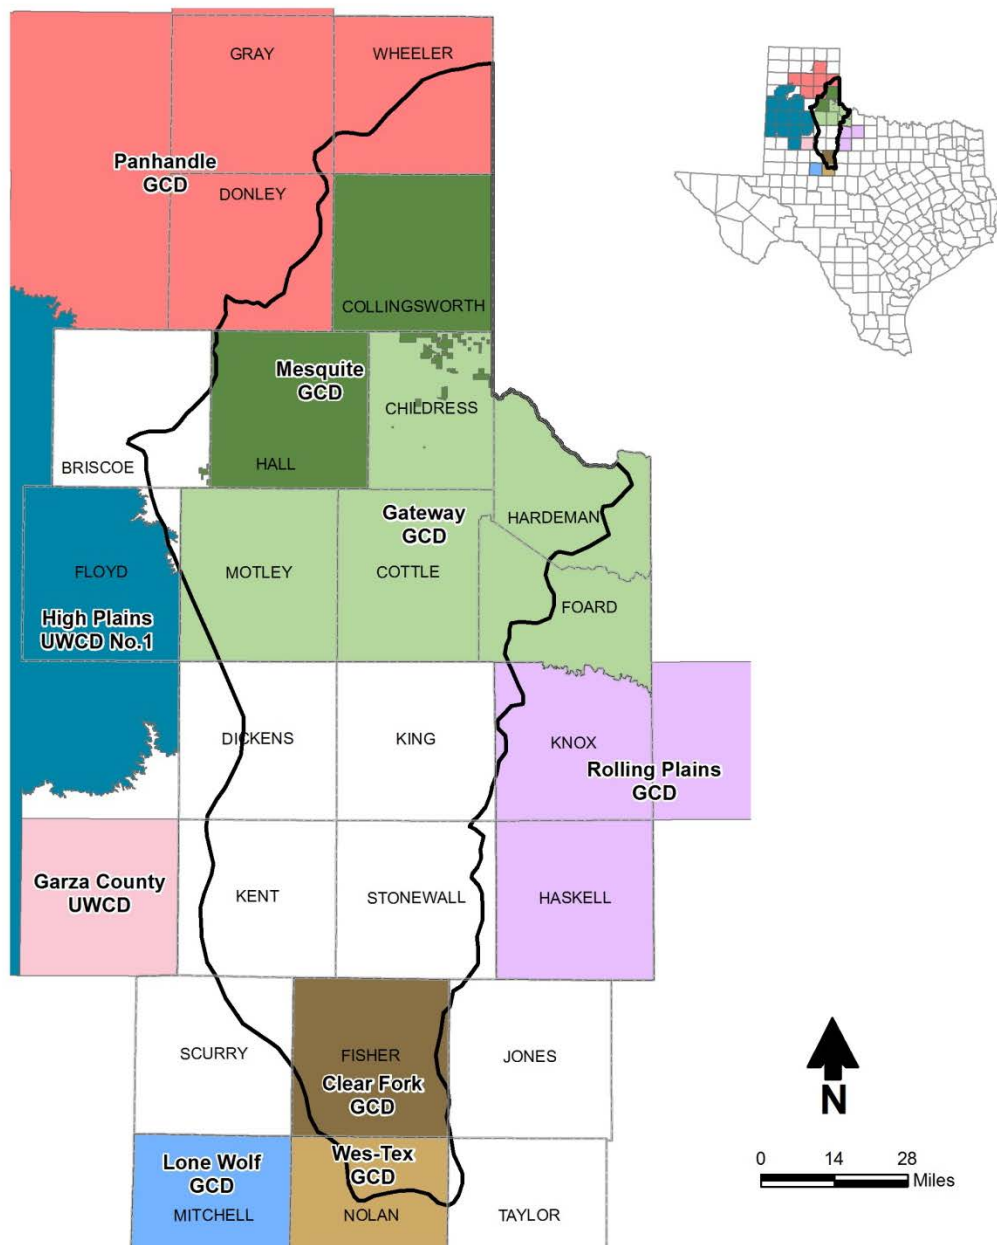 GRAY
WHEELER
Panhandle
GCD
DONLEY
COLLINGSWORTH
Mesquite
GCD
CHILDRESS
BRISCOE
HALL
Gateway
GCD
HARDEMAN
FLOYD
MOTLEY
COTTLE
FOARD
High Plains
UWCD No.1
DICKENS
KING
KNOX
Rolling Plains
GCD
Garza County
UWCD
KENT
STONEWALL
HASKELL
SCURRY
FISHER
JONES
Clear Fork
GCD
N
Lone Wolf
GCD
Wes-Tex
GCD
MITCHELL
NOLAN
TAYLOR
0 14 28
Miles